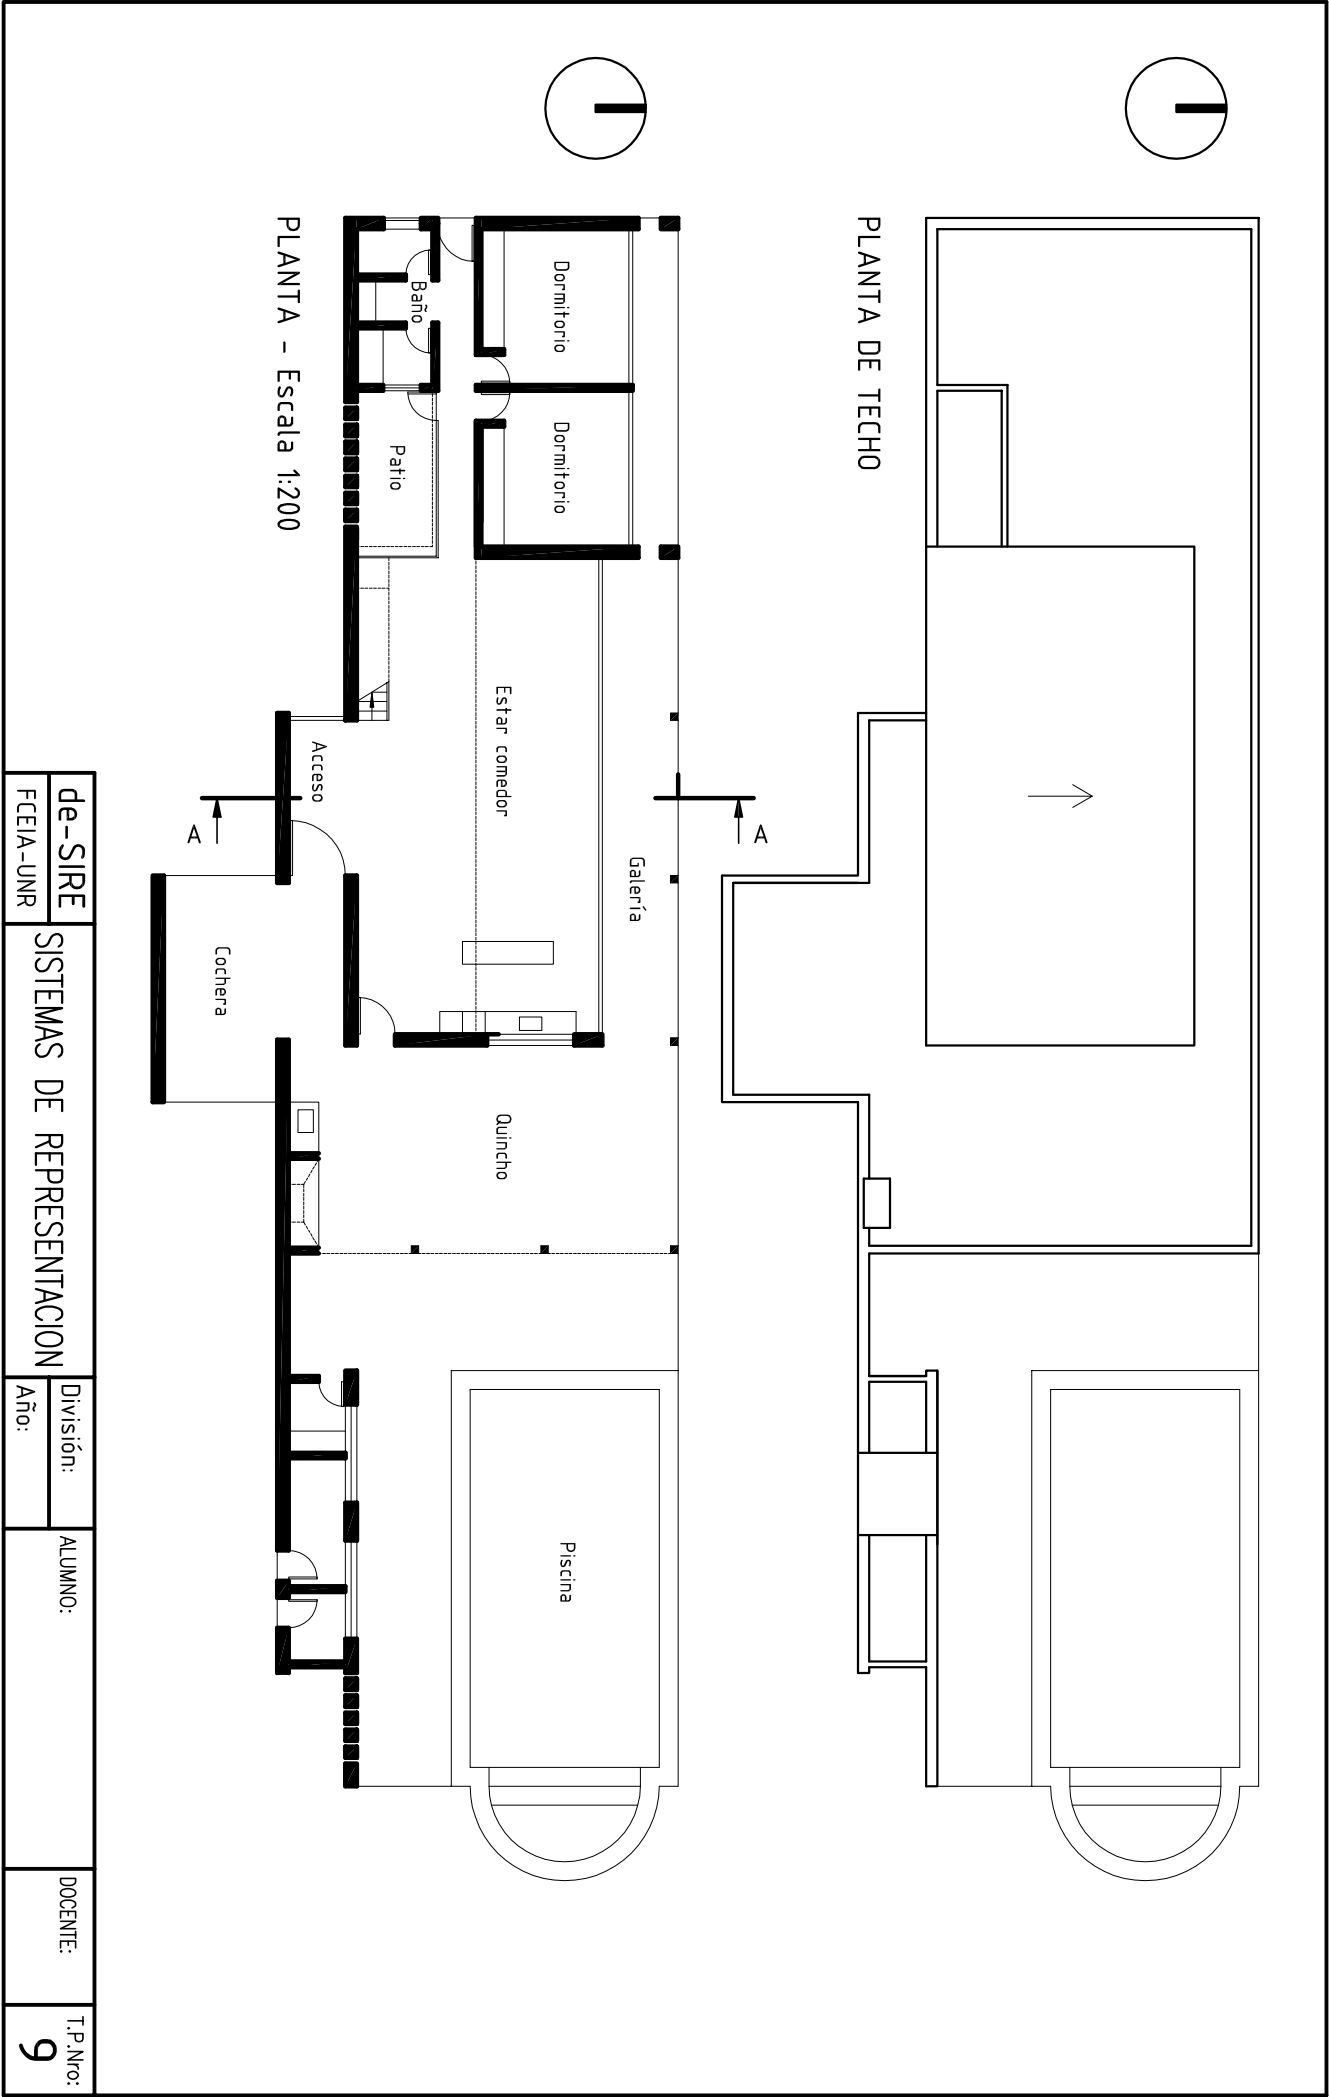 PLANTA DE TECHO
Dormitorio
Dormitorio
Baño
Patio
Estar comedor
Galería
Acceso
A
A
Cochera
Quincho
Piscina
PLANTA - Escala 1:200
de-SIRE
FCEIA-UNR
SISTEMAS DE REPRESENTACION
División:
Año:
ALUMNO:
DOCENTE:
T.P.Nro:
9